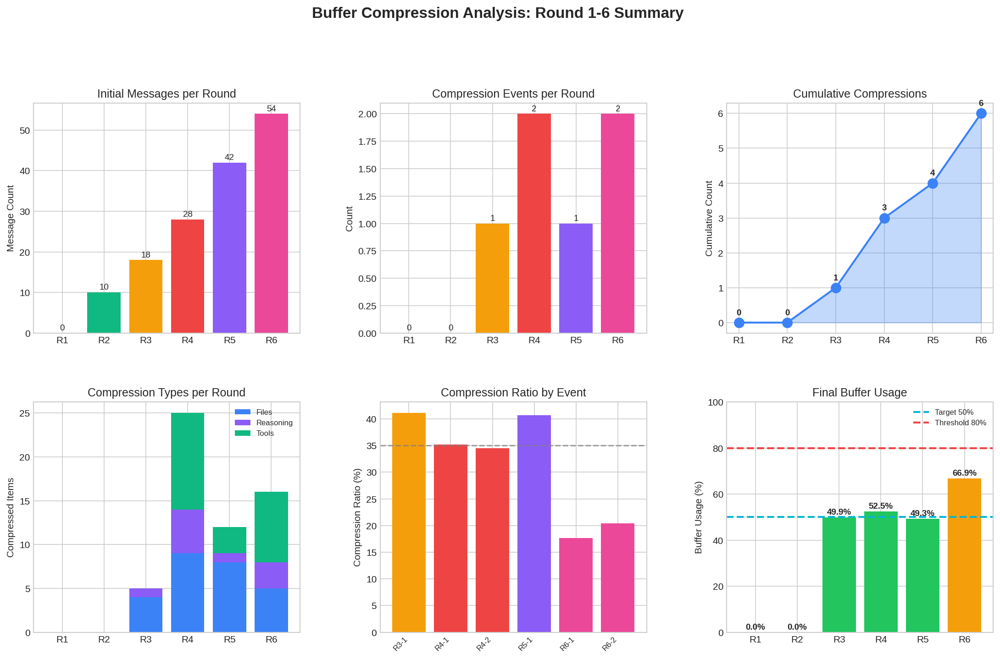 Buffer Compression Analysis: Round 1-6 Summary
Initial Messages per Round
Message Count
50
40
30
20
10
0
0
10
18
28
42
54
R1 R2 R3 R4 R5 R6
Compression Events per Round
Count
2.00
1.75
1.50
1.25
1.00
0.75
0.50
0.25
0.00
0
0
1
2
1
2
R1 R2 R3 R4 R5 R6
Cumulative Compressions
Cumulative Count
6
5
4
3
2
1
0
0
0
1
3
4
6
R1 R2 R3 R4 R5 R6
Compression Types per Round
Compressed Items
25
20
15
10
5
0
Files
Reasoning
Tools
R1 R2 R3 R4 R5 R6
Compression Ratio by Event
Compression Ratio (%)
40
35
30
25
20
15
10
5
0
R3-1 R4-1 R4-2 R5-1 R6-1 R6-2
Final Buffer Usage
Buffer Usage (%)
100
80
60
40
20
0
Target 50%
Threshold 80%
0.0%
0.0%
49.9%
52.5%
49.3%
66.9%
R1 R2 R3 R4 R5 R6